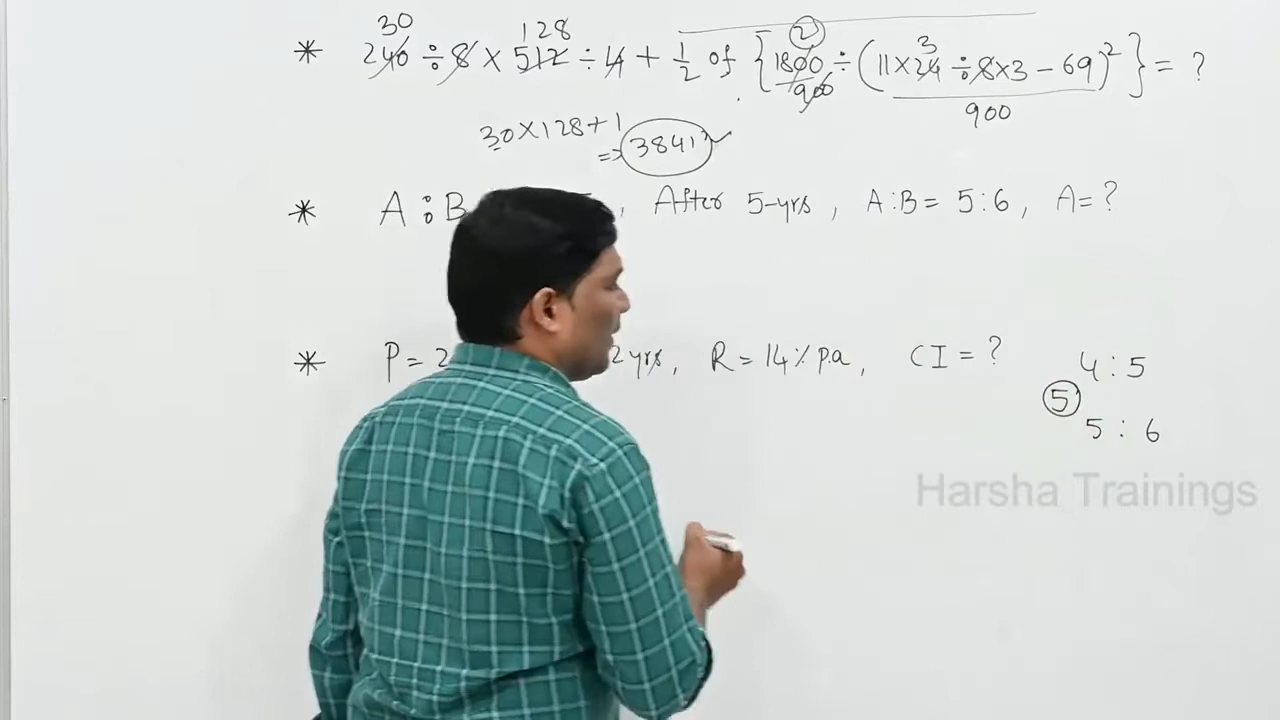 30 128 2 3
* 240 ÷ 8 × 512 ÷ 4 + 1/2 of {1800 ÷ (11×24 ÷ 8×3 − 69)²} = ?
900 900
30×128+1
=> 3841
* A : B , After 5-yrs , A:B = 5:6 , A= ?
* P = 2 2 yrs, R = 14% p.a , CI = ?
4 : 5
5
5 : 6
Harsha Trainings